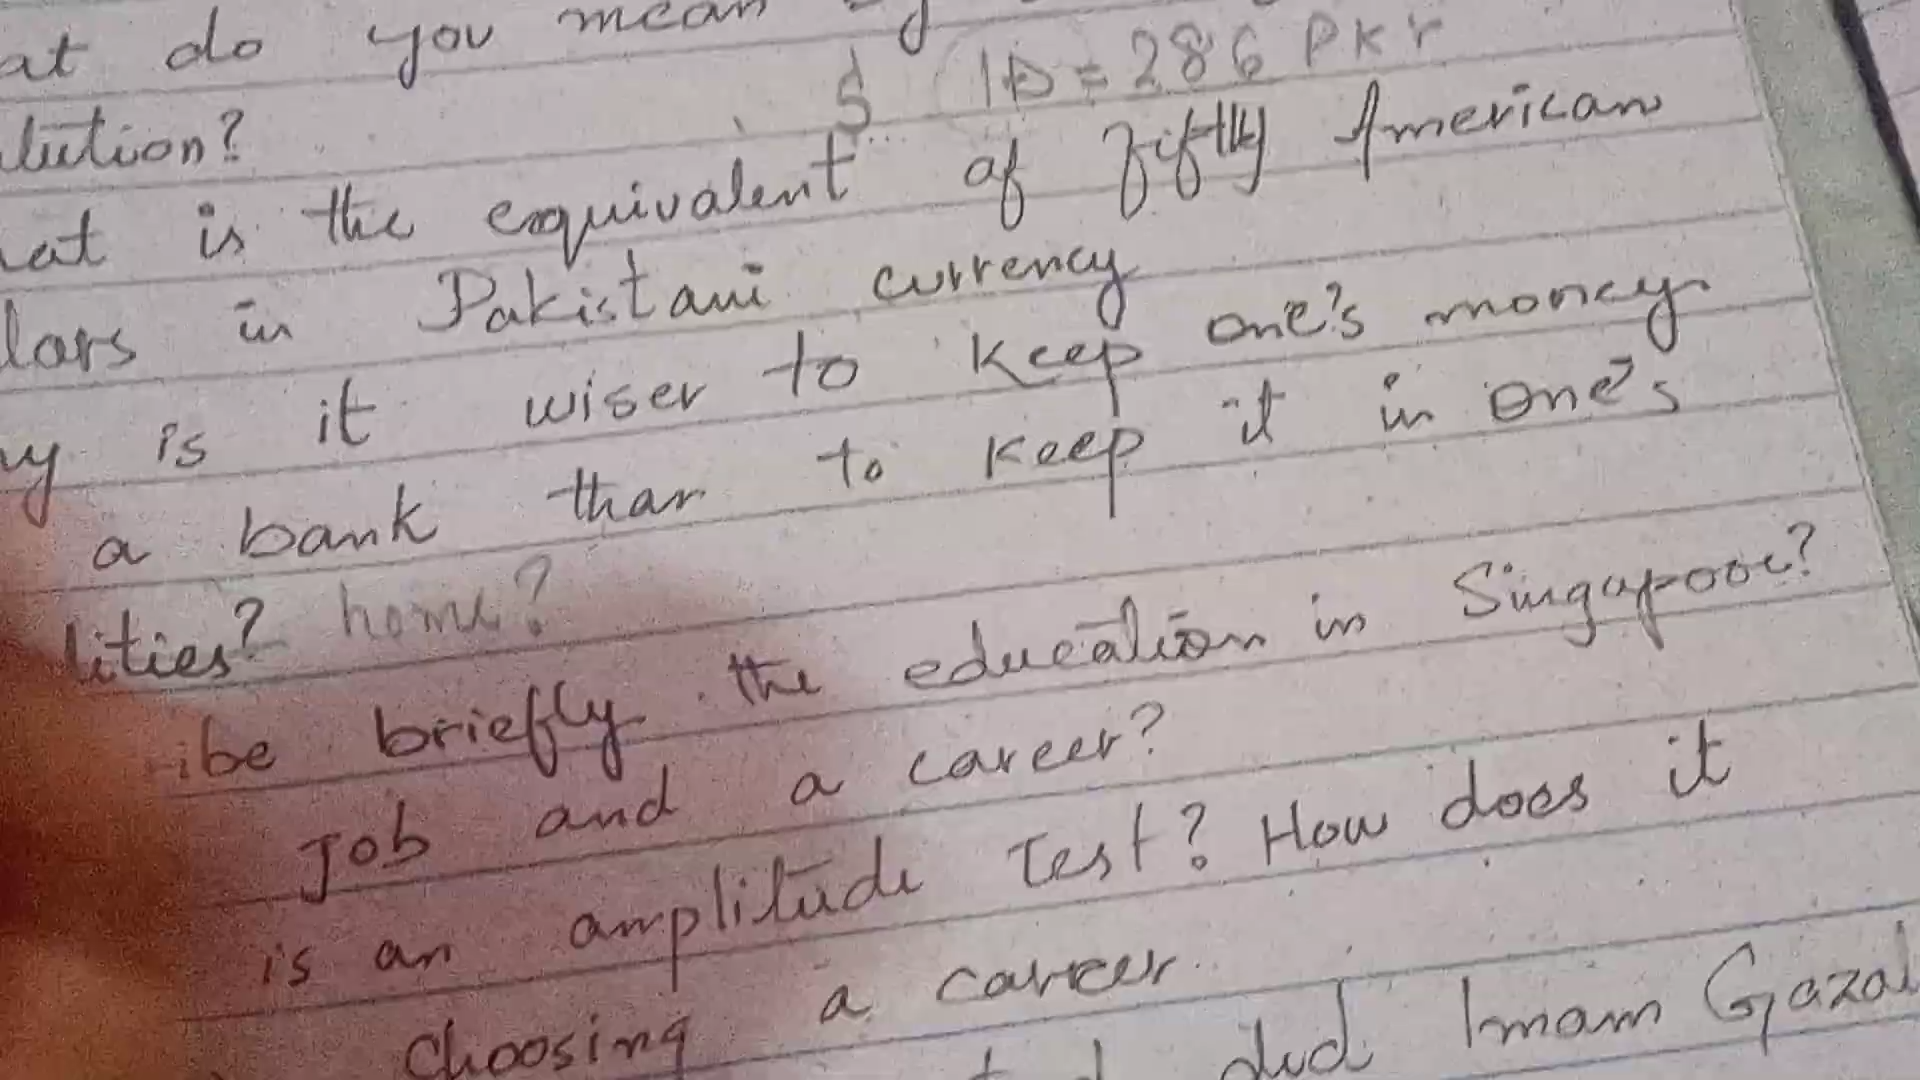 at do you mean
$ 1D = 286 PKr
lution?
at is the equivalent of fifty American
lars in Pakistani currency
y is it wiser to keep one's money
a bank than to keep it in one's
lities? home?
ibe briefly the education in Singapore?
Job and a career?
is an amplitude Test? How does it
Choosing a career.
did Imam Gazal